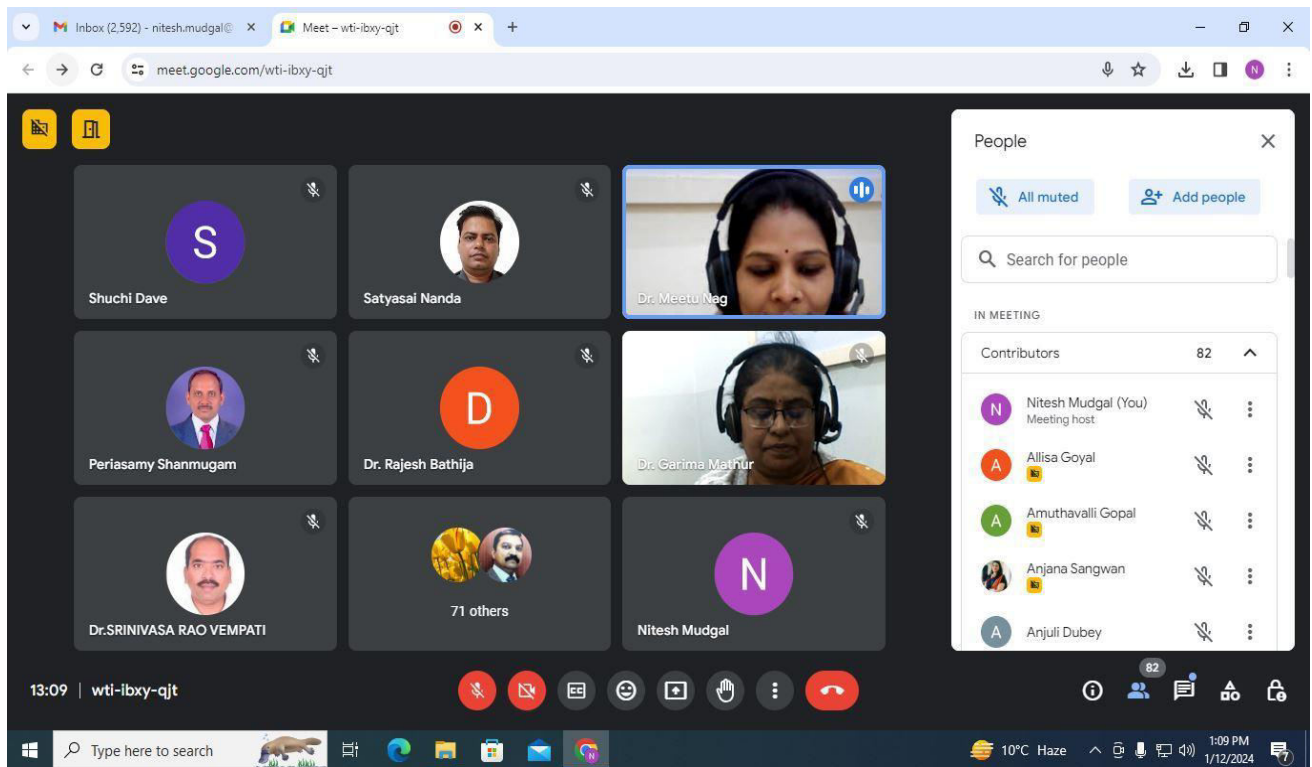 Inbox (2,592) - nitesh.mudgal@
Meet – wti-ibxy-qjt
meet.google.com/wti-ibxy-qjt
N
S
Shuchi Dave
Satyasai Nanda
Dr. Meetu Nag
Periasamy Shanmugam
D
Dr. Rajesh Bathija
Dr. Garima Mathur
Dr.SRINIVASA RAO VEMPATI
71 others
N
Nitesh Mudgal
People
All muted
Add people
Search for people
IN MEETING
Contributors 82
N
Nitesh Mudgal (You)
Meeting host
A
Allisa Goyal
A
Amuthavalli Gopal
Anjana Sangwan
A
Anjuli Dubey
13:09 | wti-ibxy-qjt
CC
82
Type here to search
N
10°C Haze
1:09 PM
1/12/2024
7